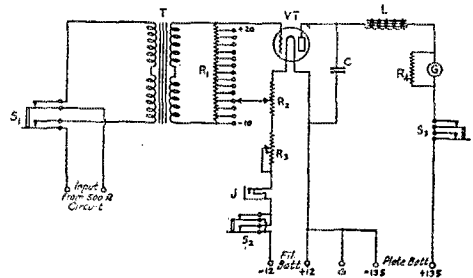 T
VT
L
+20
R1
C
R4
G
-10
R2
S1
R3
S3
J
Input
from 500 Ω
Circuit
S2
Fil.
Batt
Plate Batt
-12
+12
G
-135
+135